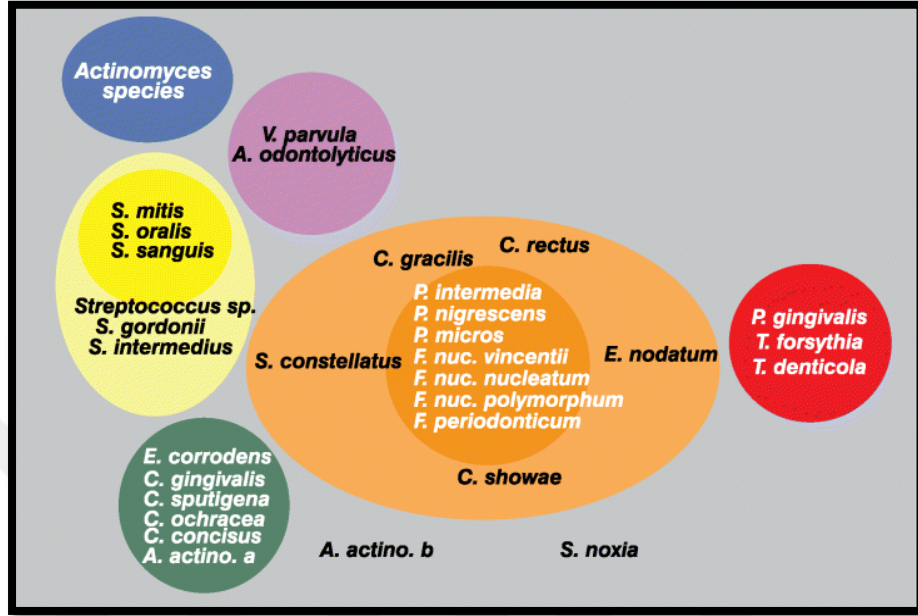 Actinomyces
species
V. parvula
A. odontolyticus
S. mitis
S. oralis
S. sanguis
Streptococcus sp.
S. gordonii
S. intermedius
C. gracilis
C. rectus
P. intermedia
P. nigrescens
P. micros
F. nuc. vincentii
F. nuc. nucleatum
F. nuc. polymorphum
F. periodonticum
S. constellatus
E. nodatum
C. showae
P. gingivalis
T. forsythia
T. denticola
E. corrodens
C. gingivalis
C. sputigena
C. ochracea
C. concisus
A. actino. a
A. actino. b
S. noxia